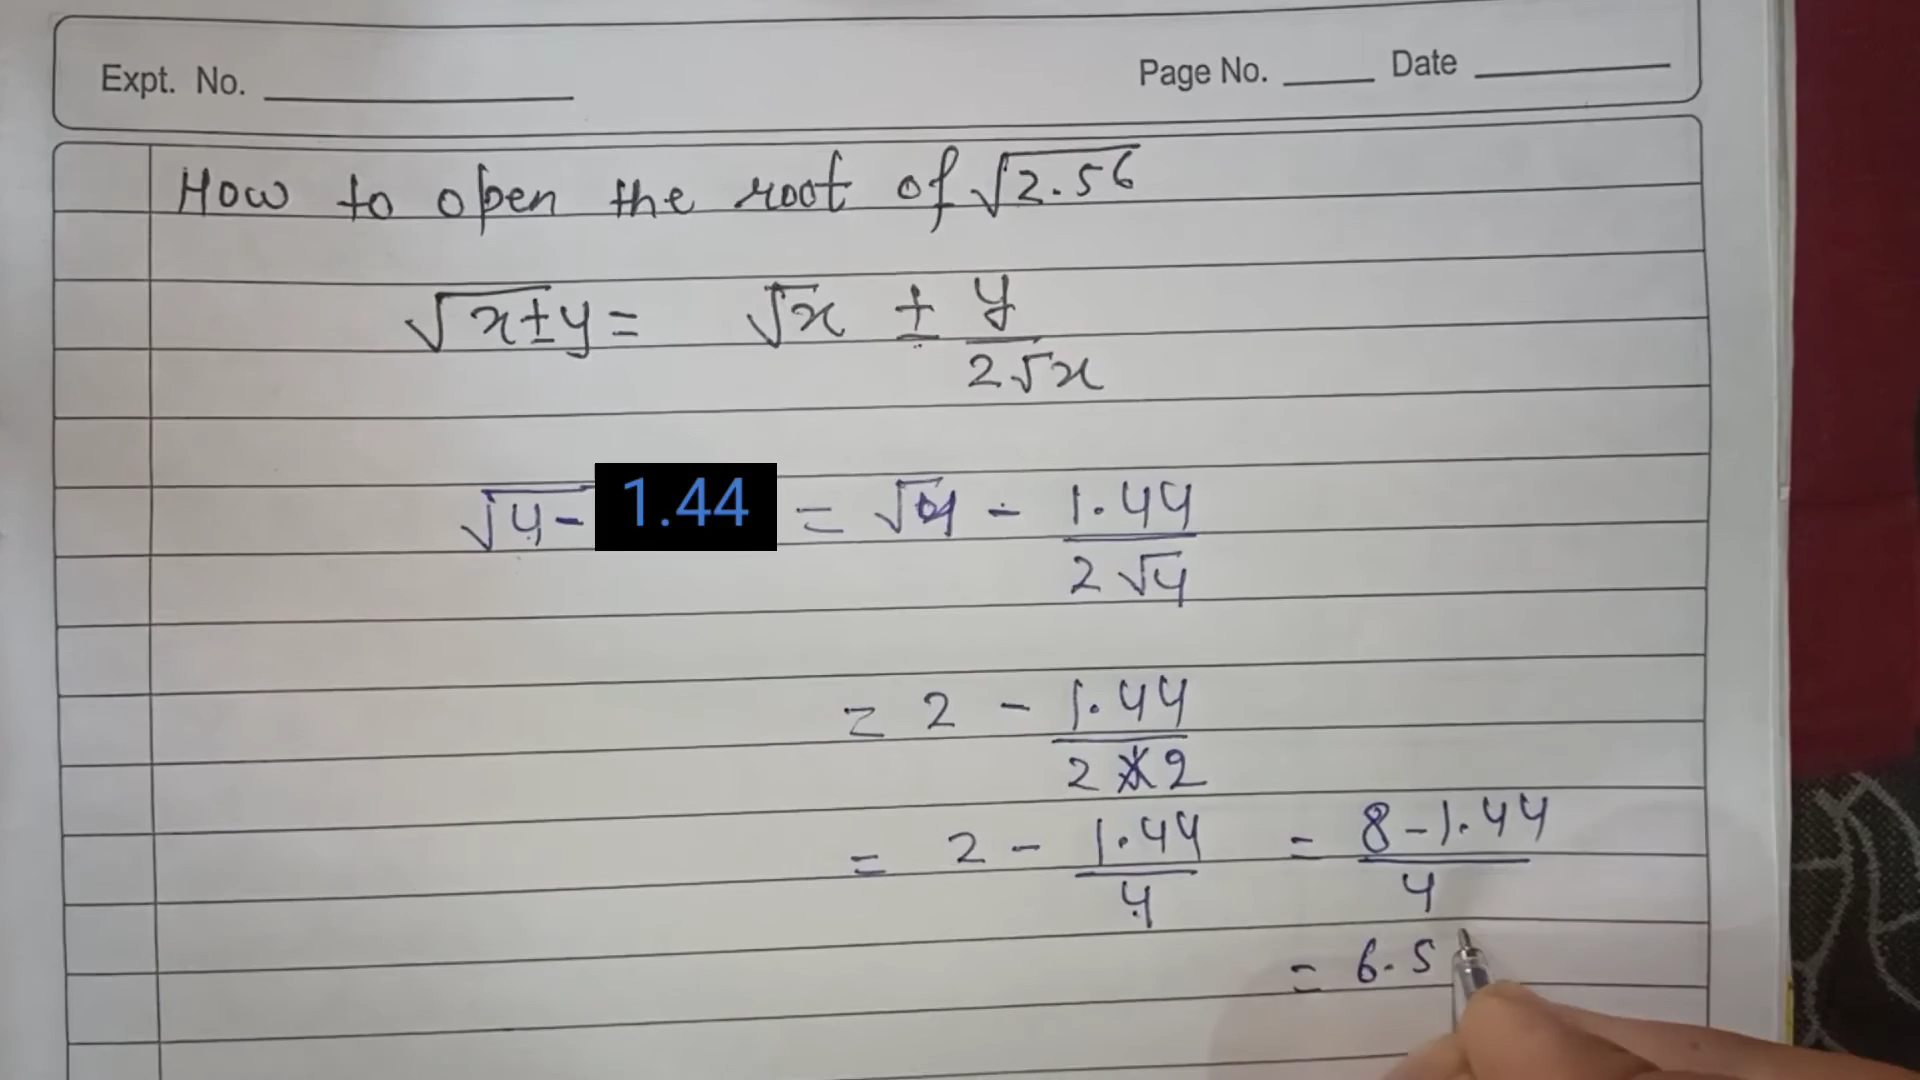 Expt. No. Page No. Date
How to open the root of √2.56
√x±y = √x ± y/2√x
√4- 1.44 = √4 - 1.44/2√4
= 2 - 1.44/2×2
= 2 - 1.44/4 = 8-1.44/4
= 6.5